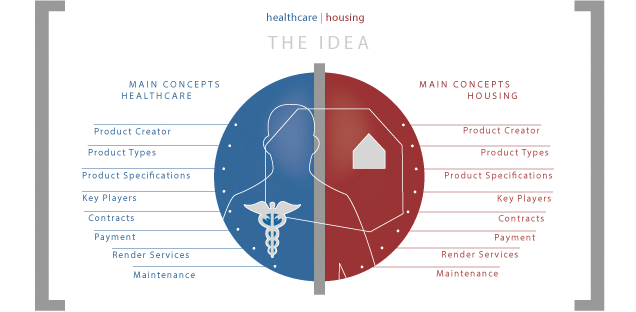 healthcare | housing
THE IDEA
MAIN CONCEPTS
HEALTHCARE
Product Creator
Product Types
Product Specifications
Key Players
Contracts
Payment
Render Services
Maintenance
MAIN CONCEPTS
HOUSING
Product Creator
Product Types
Product Specifications
Key Players
Contracts
Payment
Render Services
Maintenance